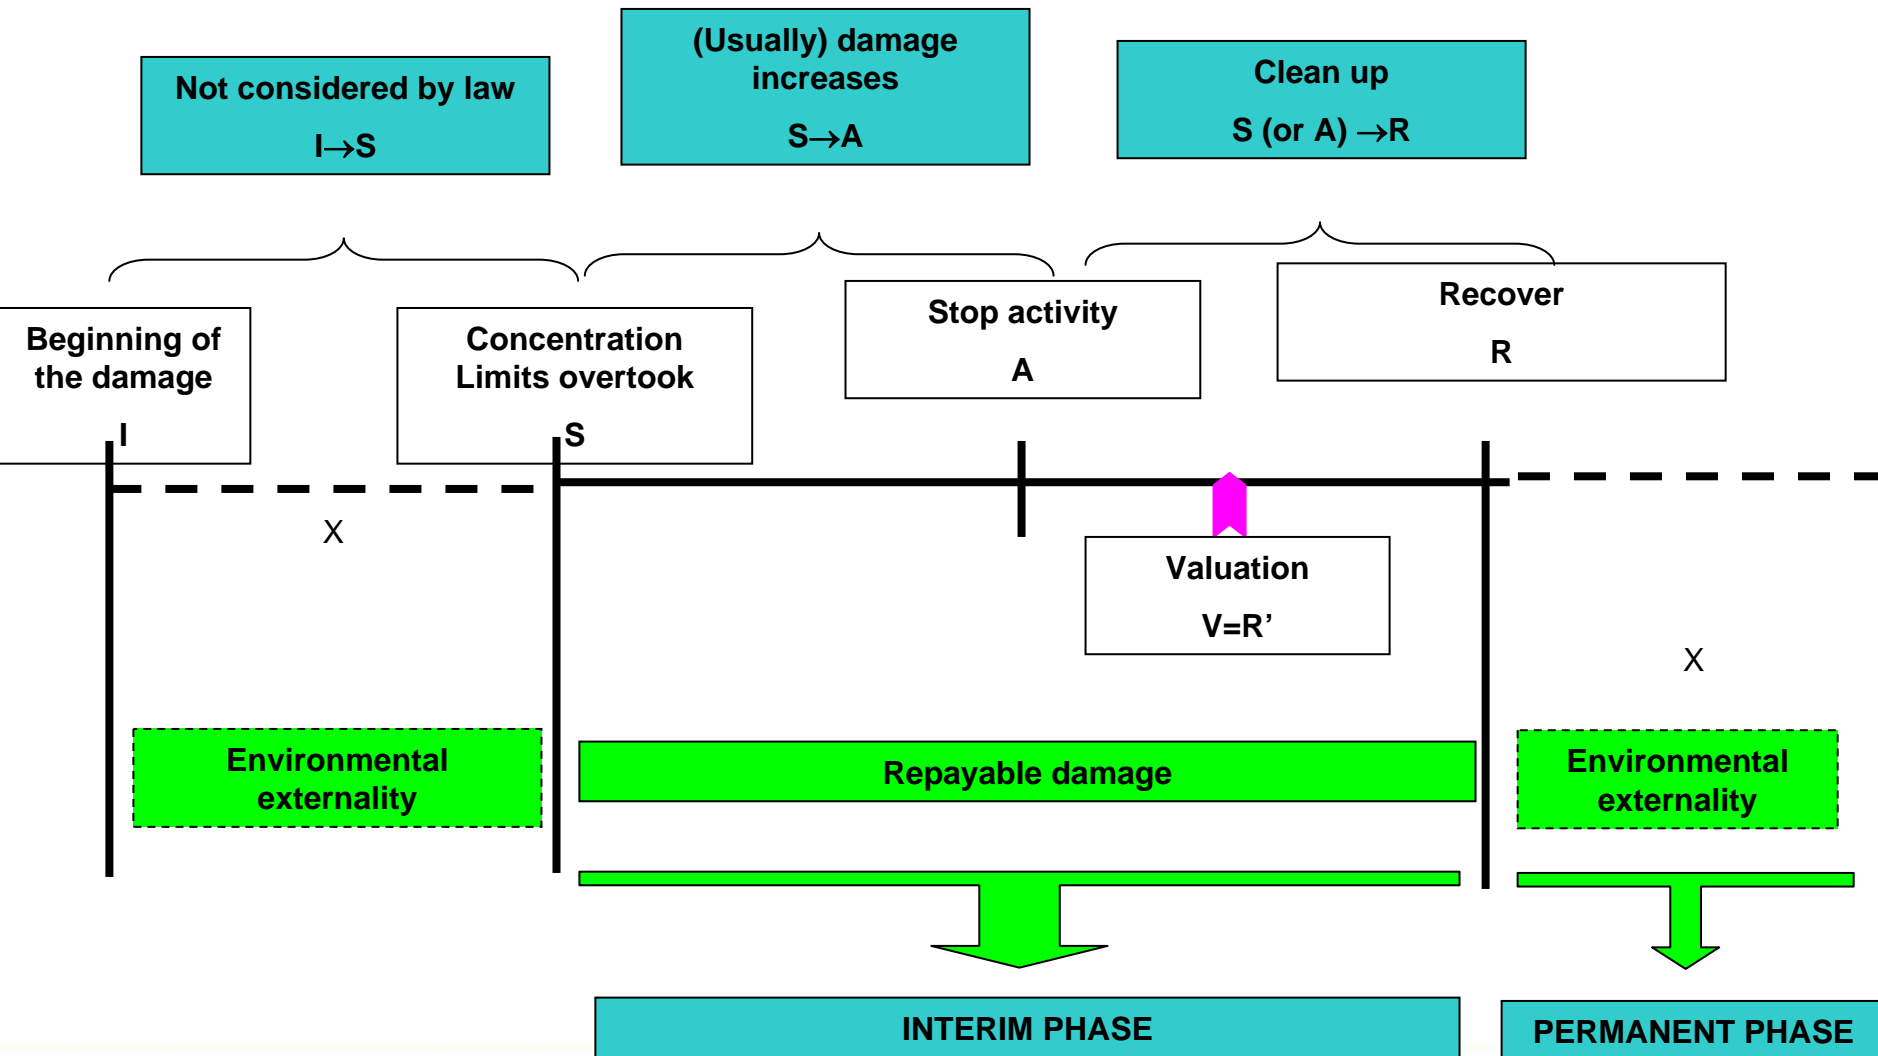 Not considered by law
I→S
(Usually) damage
increases
S→A
Clean up
S (or A) →R
Beginning of
the damage
I
Concentration
Limits overtook
S
Stop activity
A
Recover
R
X
Valuation
V=R’
X
Environmental
externality
Repayable damage
Environmental
externality
INTERIM PHASE
PERMANENT PHASE